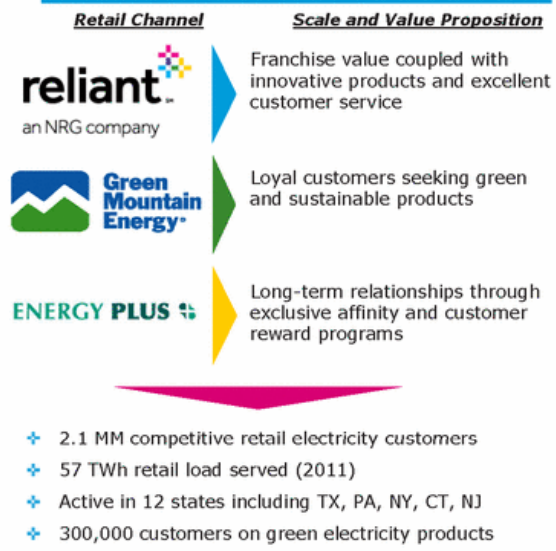 Retail Channel
Scale and Value Proposition
reliant℠
an NRG company
Franchise value coupled with
innovative products and excellent
customer service
Green
Mountain
Energy®
Loyal customers seeking green
and sustainable products
ENERGY PLUS
Long-term relationships through
exclusive affinity and customer
reward programs
2.1 MM competitive retail electricity customers
57 TWh retail load served (2011)
Active in 12 states including TX, PA, NY, CT, NJ
300,000 customers on green electricity products